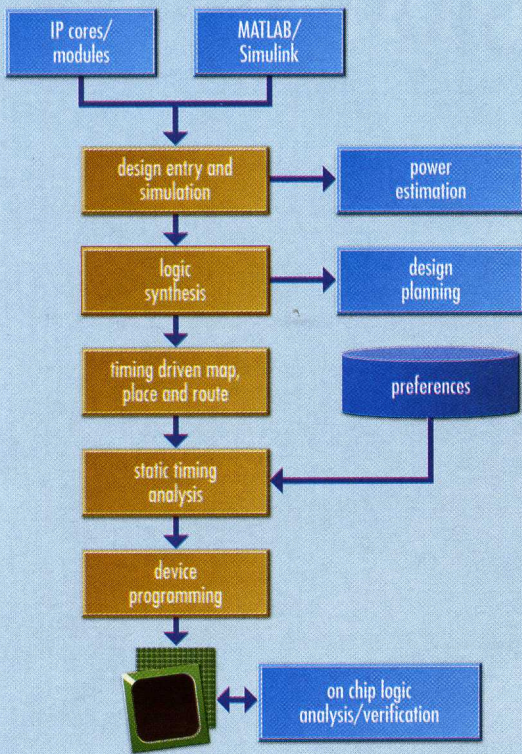 IP cores/
modules
MATLAB/
Simulink
design entry and
simulation
power
estimation
logic
synthesis
design
planning
timing driven map,
place and route
preferences
static timing
analysis
device
programming
on chip logic
analysis/verification